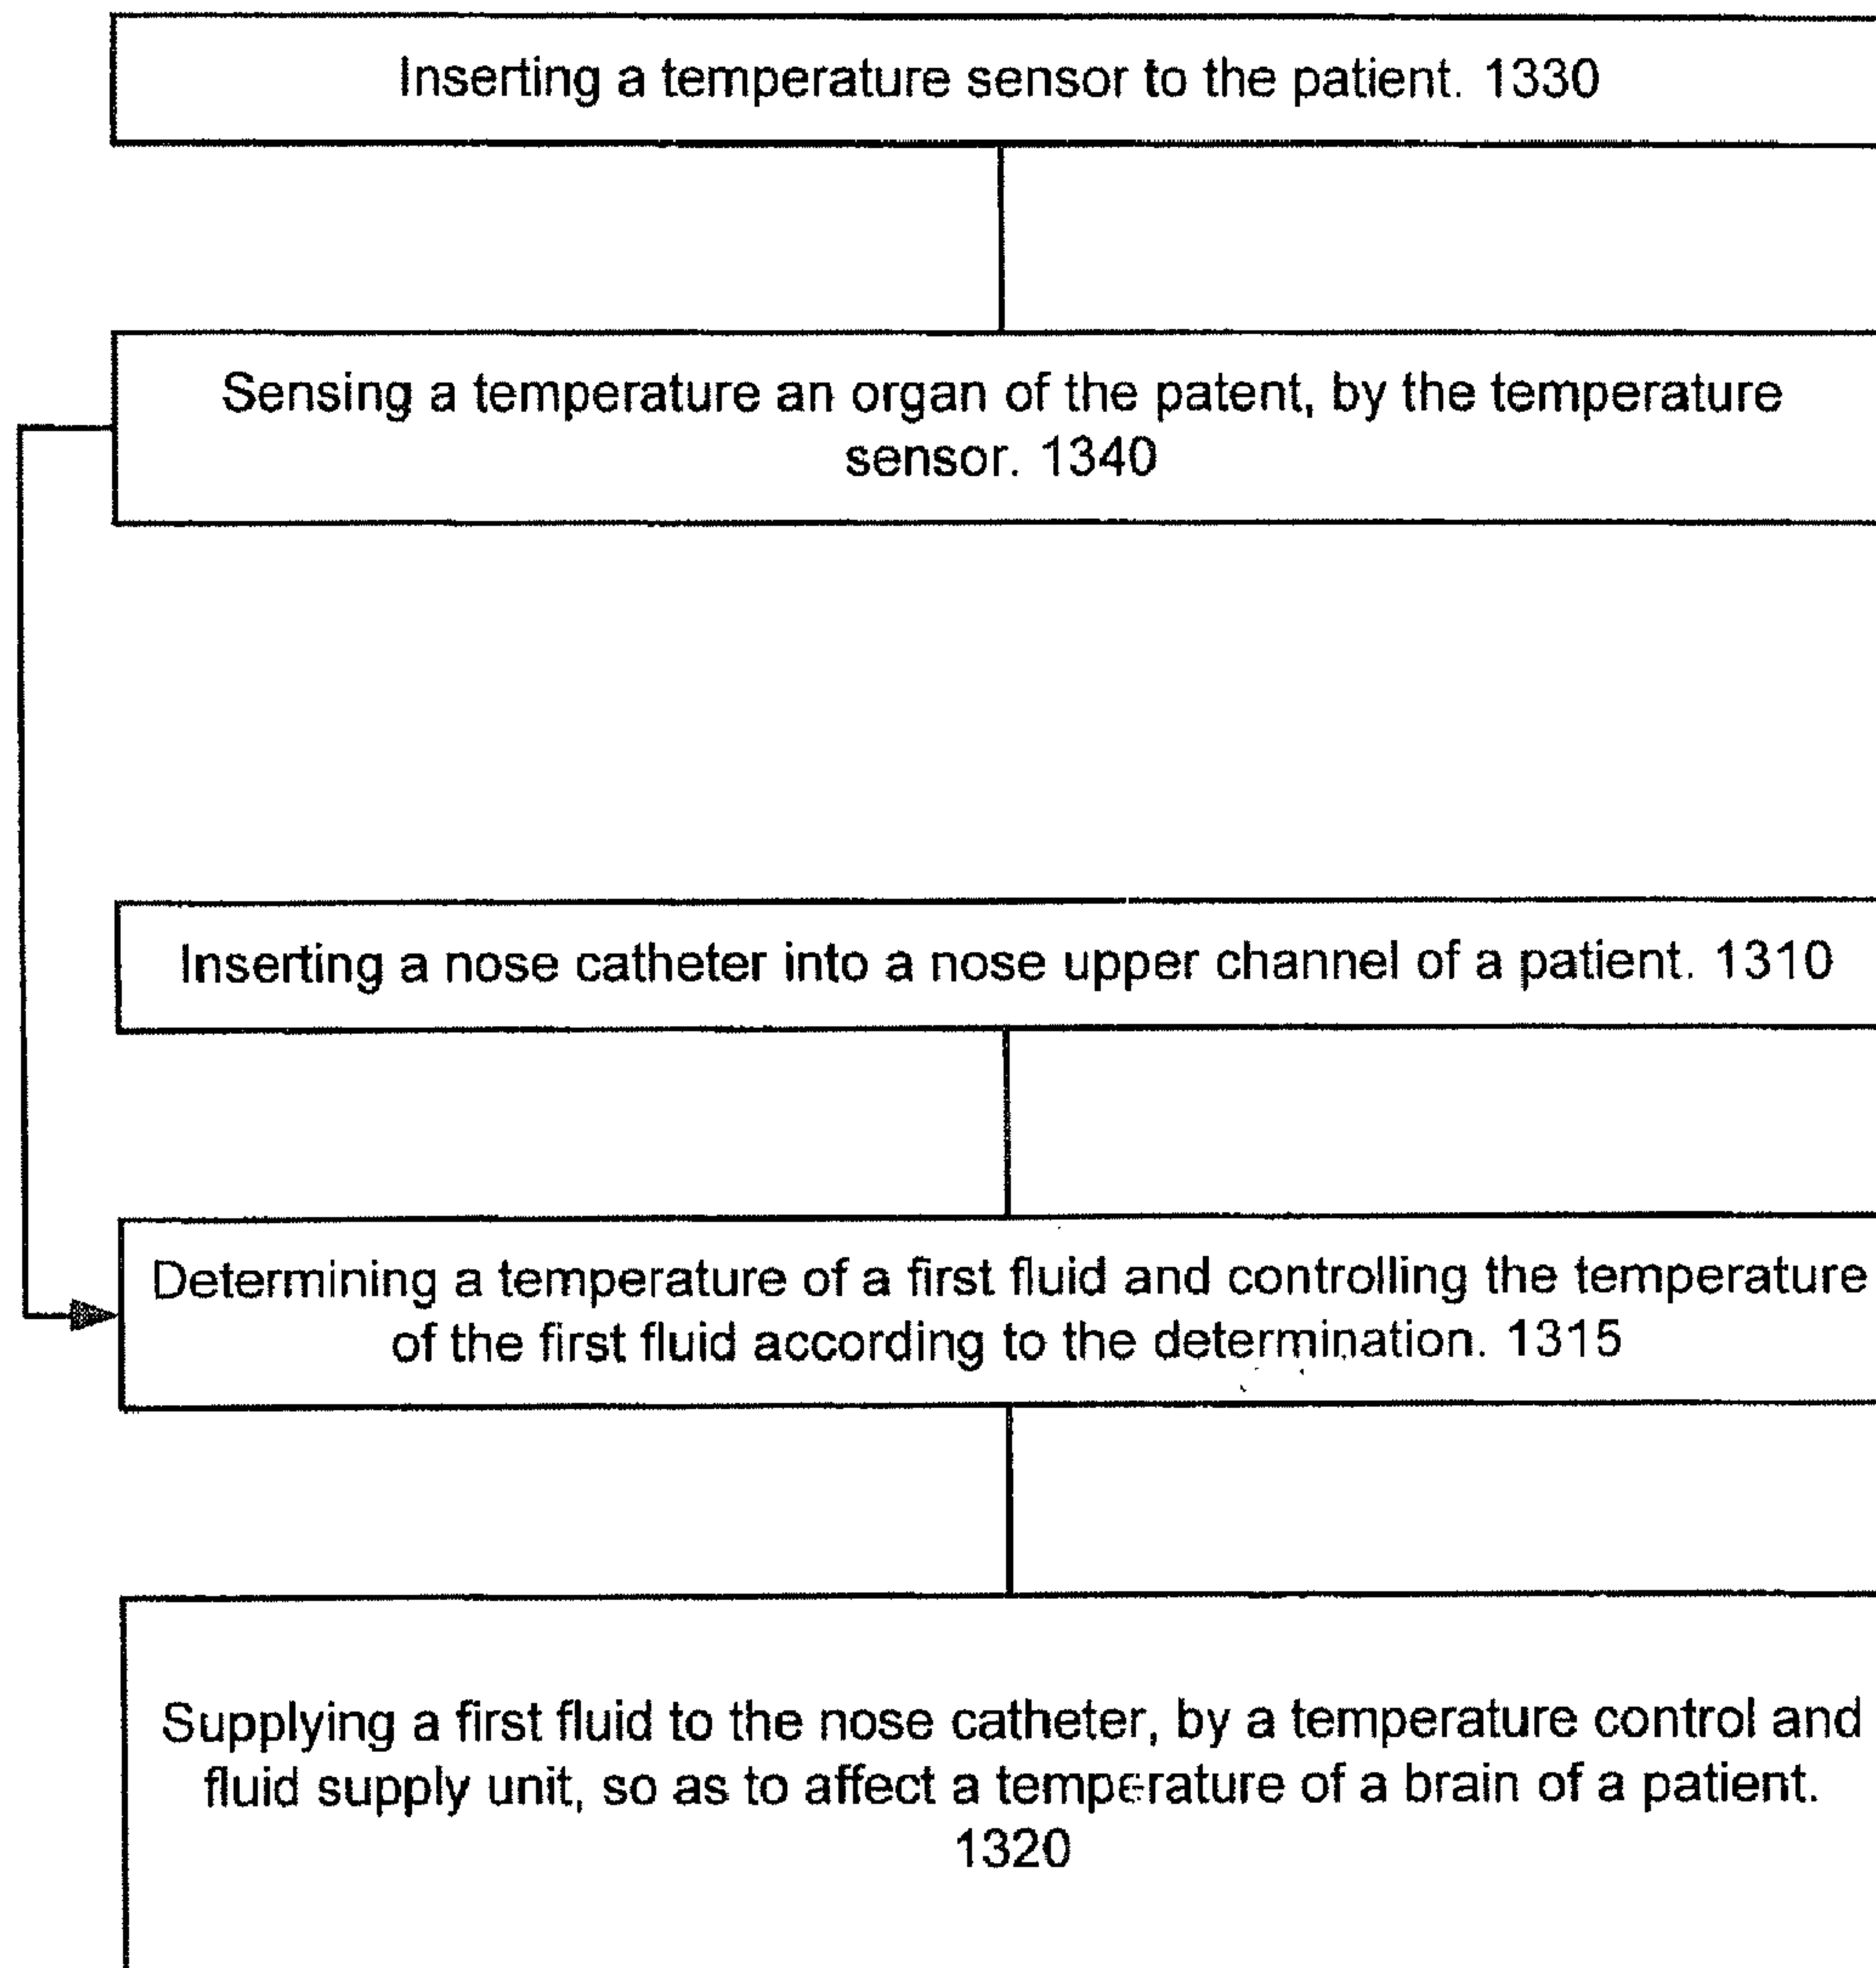 Inserting a temperature sensor to the patient. 1330
Sensing a temperature an organ of the patent, by the temperature
sensor. 1340
Inserting a nose catheter into a nose upper channel of a patient. 1310
Determining a temperature of a first fluid and controlling the temperature
of the first fluid according to the determination. 1315
Supplying a first fluid to the nose catheter, by a temperature control and
fluid supply unit, so as to affect a temperature of a brain of a patient.
1320